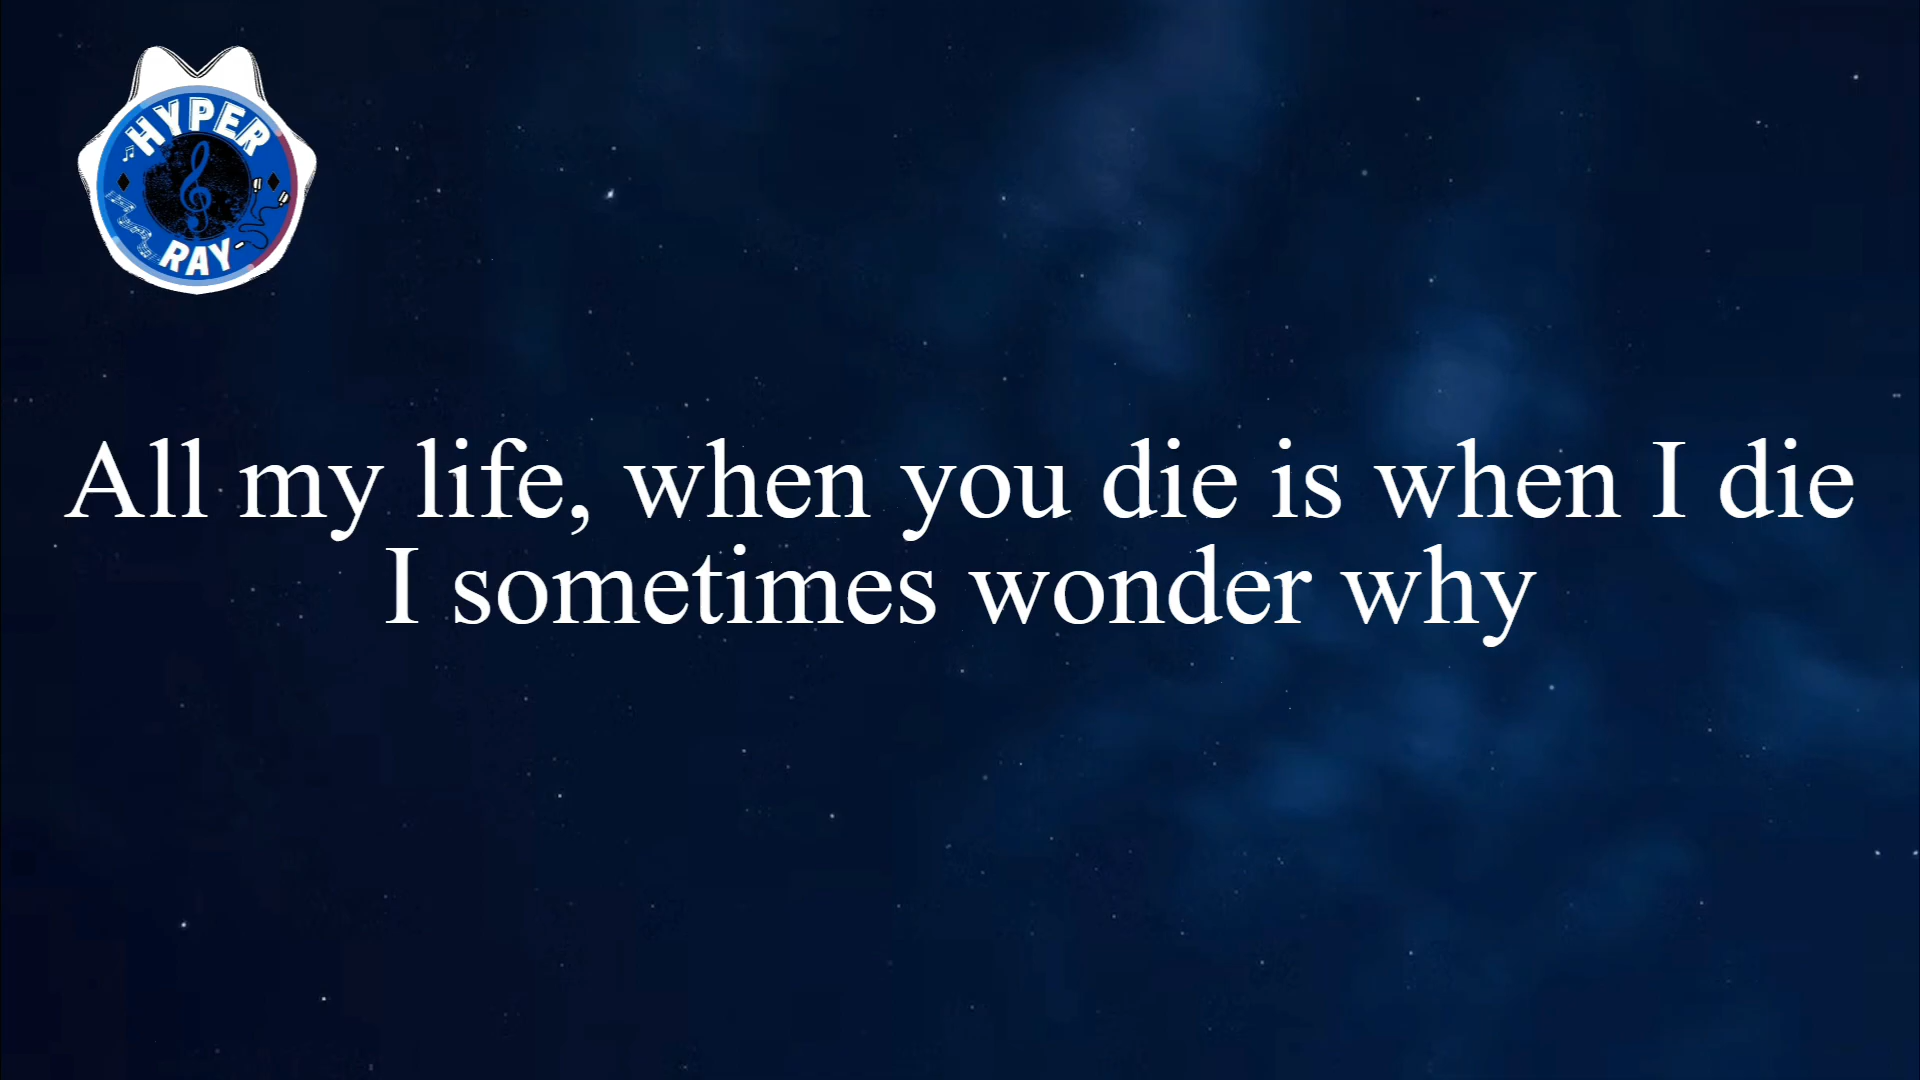 HYPER
RAY
All my life, when you die is when I die
I sometimes wonder why